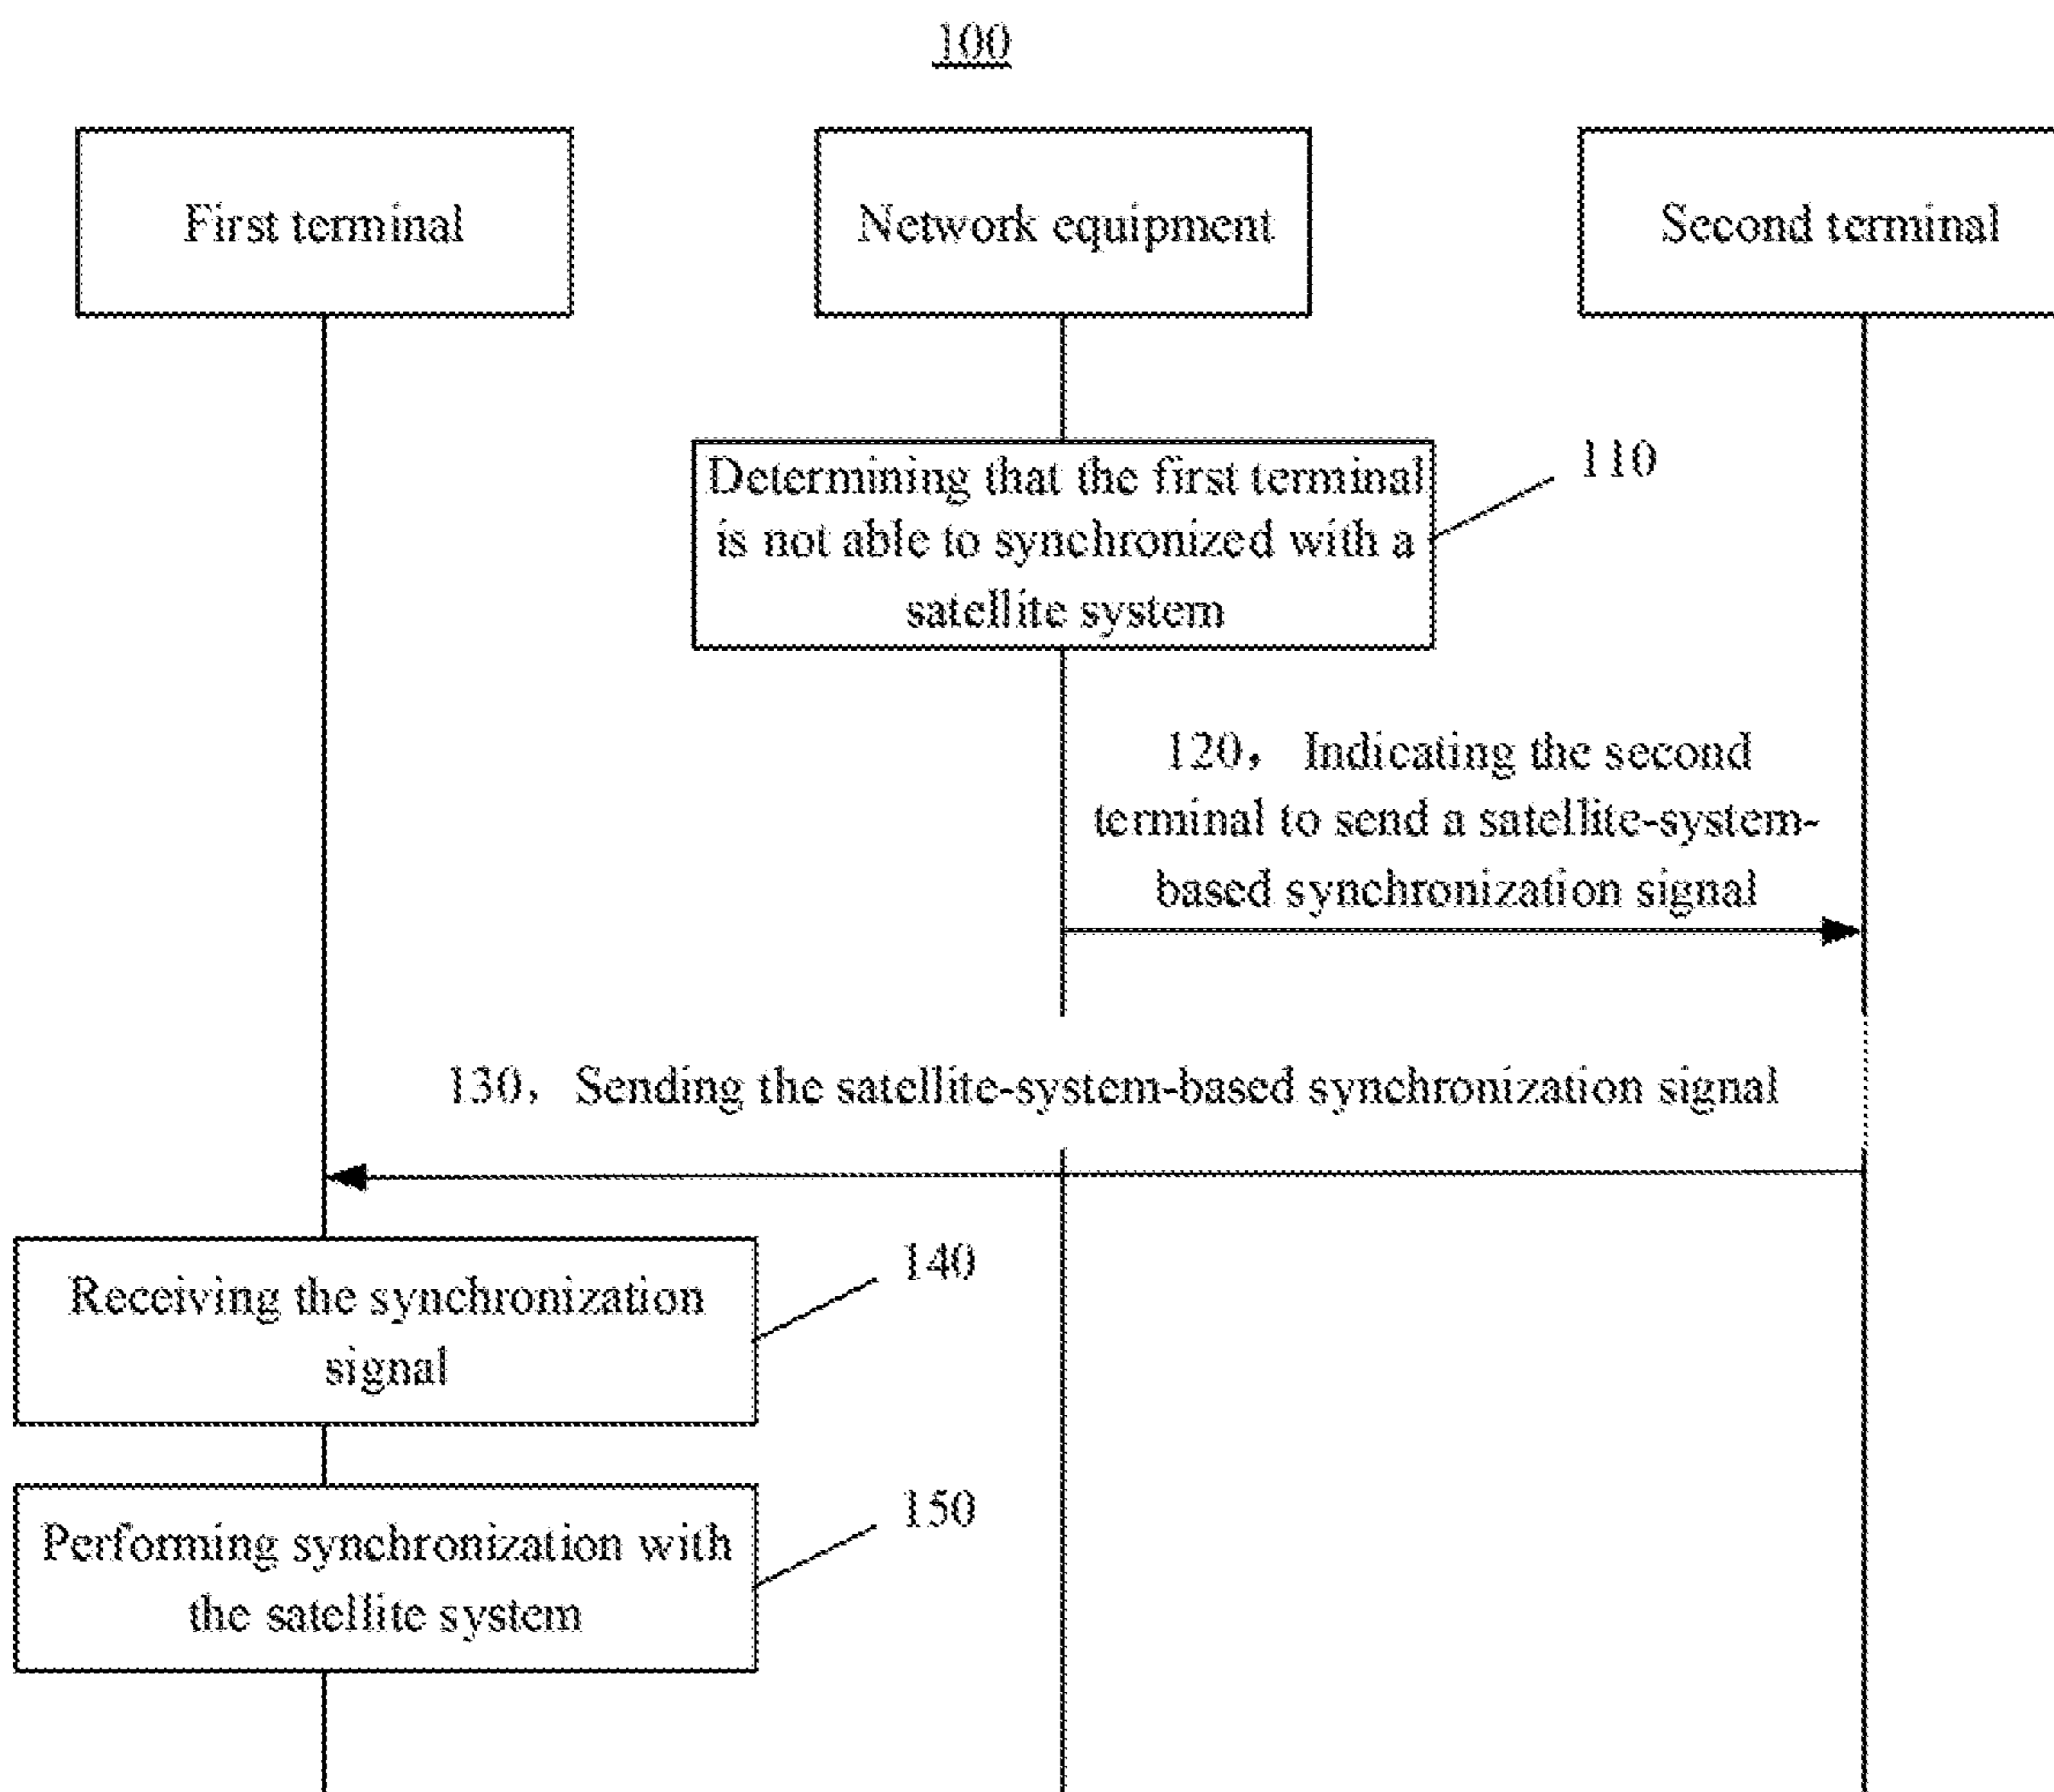 100
First terminal
Network equipment
Second terminal
Determining that the first terminal
is not able to synchronized with a
satellite system
110
120, Indicating the second
terminal to send a satellite-system-
based synchronization signal
130, Sending the satellite-system-based synchronization signal
140
Receiving the synchronization
signal
150
Performing synchronization with
the satellite system